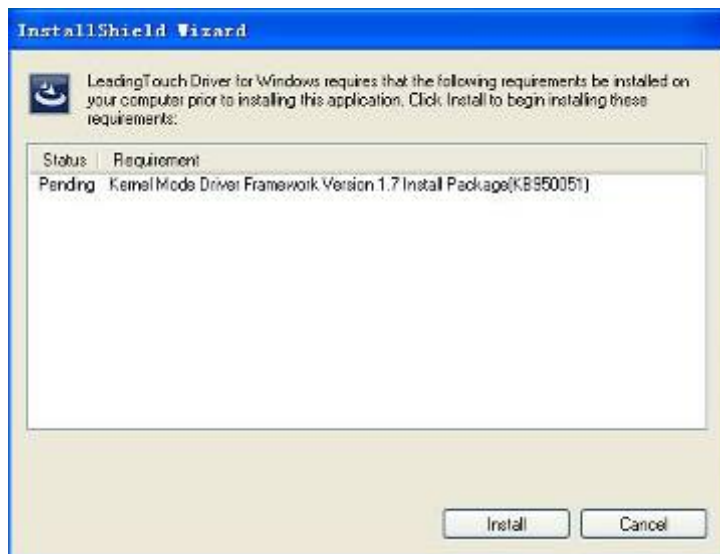 InstallShield Wizard
LeadingTouch Driver for Windows requires that the following requirements be installed on
your computer prior to installing this application. Click Install to begin installing these
requirements:
Status Requirement
Pending Kernel Mode Driver Framework Version 1.7 Install Package(KB950051)
Install Cancel